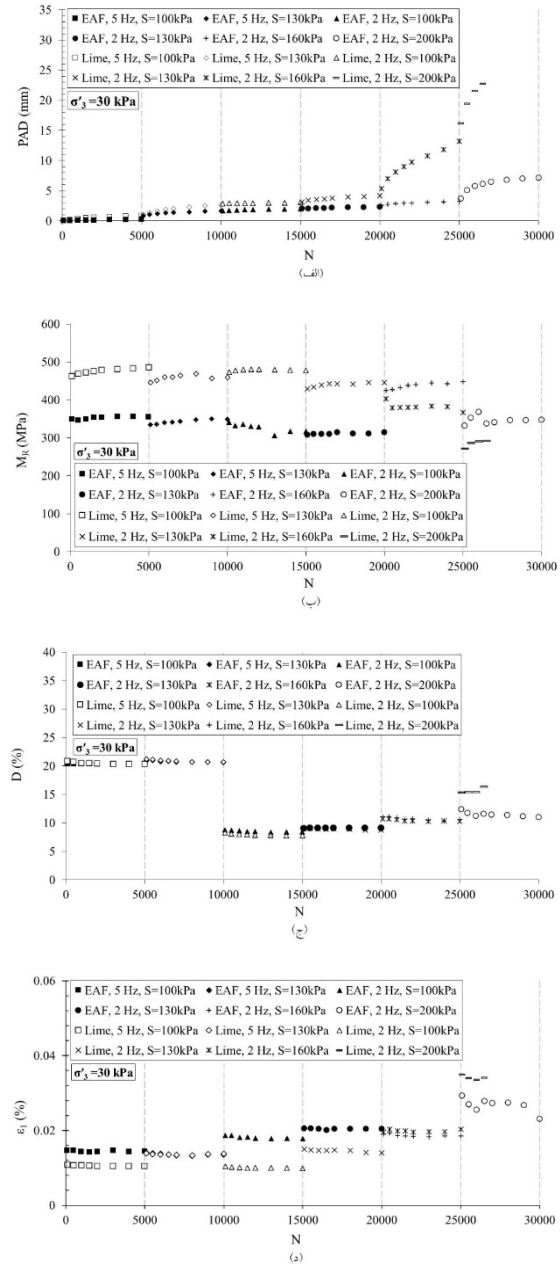 PAD (mm)
35
30
25
20
15
10
5
0
■ EAF, 5 Hz, S=100kPa ◆ EAF, 5 Hz, S=130kPa ▲ EAF, 2 Hz, S=100kPa
● EAF, 2 Hz, S=130kPa + EAF, 2 Hz, S=160kPa ○ EAF, 2 Hz, S=200kPa
□ Lime, 5 Hz, S=100kPa ◇ Lime, 5 Hz, S=130kPa △ Lime, 2 Hz, S=100kPa
× Lime, 2 Hz, S=130kPa ж Lime, 2 Hz, S=160kPa – Lime, 2 Hz, S=200kPa
σ′3 =30 kPa
0 5000 10000 15000 20000 25000 30000
N
(الف)
MR (MPa)
600
500
400
300
200
100
0
σ′3 =30 kPa
■ EAF, 5 Hz, S=100kPa ◆ EAF, 5 Hz, S=130kPa ▲ EAF, 2 Hz, S=100kPa
● EAF, 2 Hz, S=130kPa + EAF, 2 Hz, S=160kPa ○ EAF, 2 Hz, S=200kPa
□ Lime, 5 Hz, S=100kPa ◇ Lime, 5 Hz, S=130kPa △ Lime, 2 Hz, S=100kPa
× Lime, 2 Hz, S=130kPa ж Lime, 2 Hz, S=160kPa – Lime, 2 Hz, S=200kPa
0 5000 10000 15000 20000 25000 30000
N
(ب)
D (%)
40
35
30
25
20
15
10
5
0
■ EAF, 5 Hz, S=100kPa ◆ EAF, 5 Hz, S=130kPa ▲ EAF, 2 Hz, S=100kPa
● EAF, 2 Hz, S=130kPa ж EAF, 2 Hz, S=160kPa ○ EAF, 2 Hz, S=200kPa
□ Lime, 5 Hz, S=100kPa ◇ Lime, 5 Hz, S=130kPa △ Lime, 2 Hz, S=100kPa
× Lime, 2 Hz, S=130kPa + Lime, 2 Hz, S=160kPa – Lime, 2 Hz, S=200kPa
σ′3 =30 kPa
0 5000 10000 15000 20000 25000 30000
N
(ج)
ε1 (%)
0.06
0.04
0.02
0
■ EAF, 5 Hz, S=100kPa ◆ EAF, 5 Hz, S=130kPa ▲ EAF, 2 Hz, S=100kPa
● EAF, 2 Hz, S=130kPa + EAF, 2 Hz, S=160kPa ○ EAF, 2 Hz, S=200kPa
□ Lime, 5 Hz, S=100kPa ◇ Lime, 5 Hz, S=130kPa △ Lime, 2 Hz, S=100kPa
× Lime, 2 Hz, S=130kPa ж Lime, 2 Hz, S=160kPa – Lime, 2 Hz, S=200kPa
σ′3 =30 kPa
0 5000 10000 15000 20000 25000 30000
N
(د)